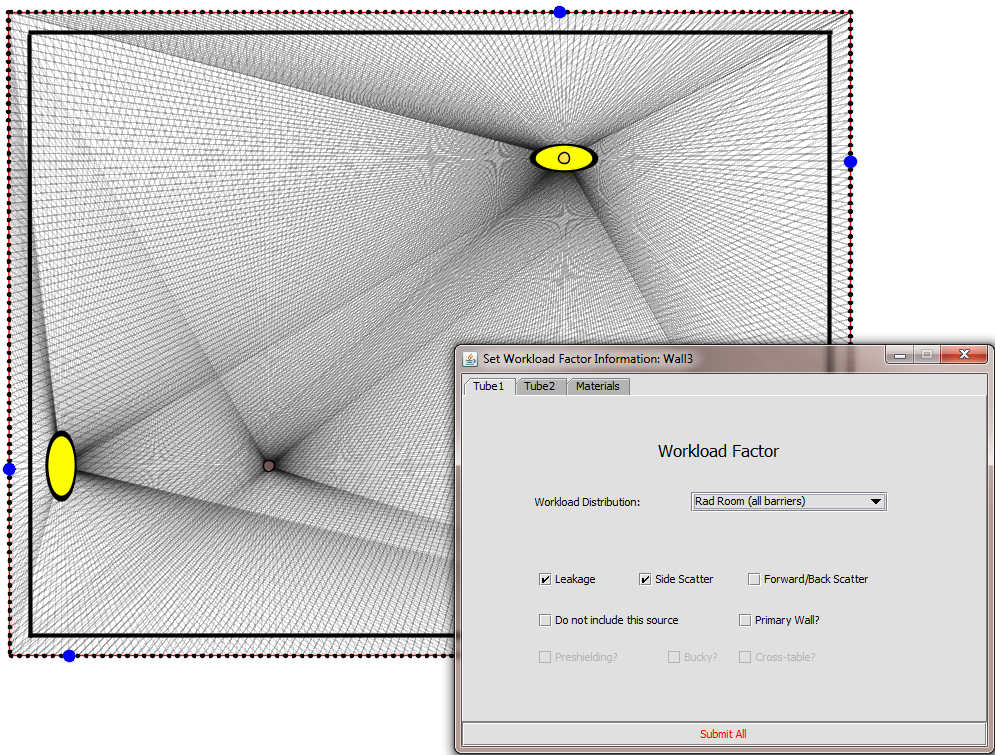 Set Workload Factor Information: Wall3
Tube1 Tube2 Materials
Workload Factor
Workload Distribution: Rad Room (all barriers)
Leakage Side Scatter Forward/Back Scatter
Do not include this source Primary Wall?
Preshielding? Bucky? Cross-table?
Submit All